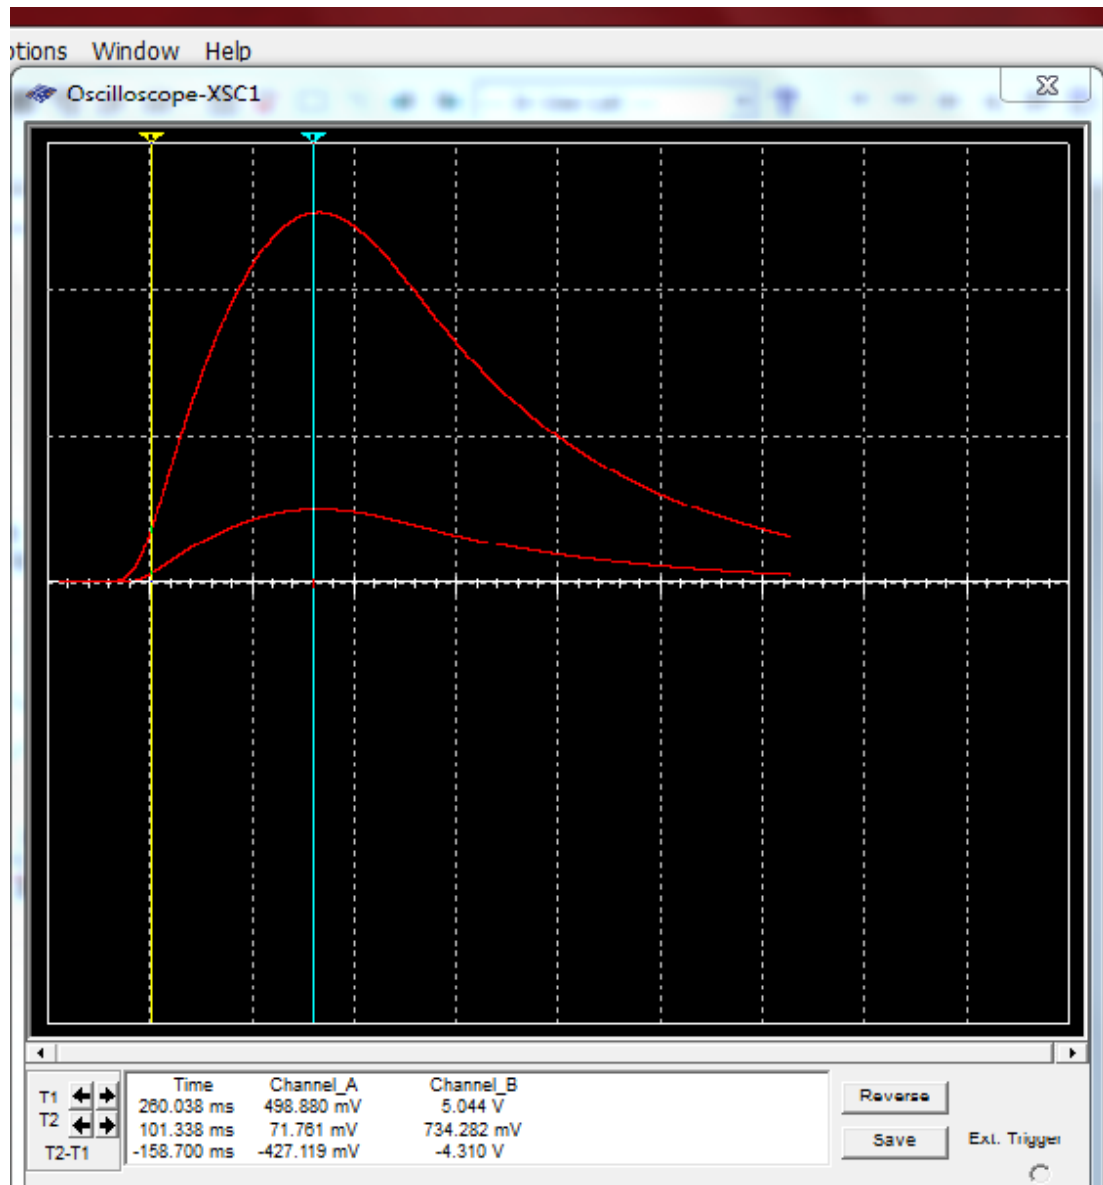 ptions Window Help
Oscilloscope-XSC1
Time Channel_A Channel_B
T1 260.038 ms 498.880 mV 5.044 V
T2 101.338 ms 71.761 mV 734.282 mV
T2-T1 -158.700 ms -427.119 mV -4.310 V
Reverse
Save
Ext. Trigger